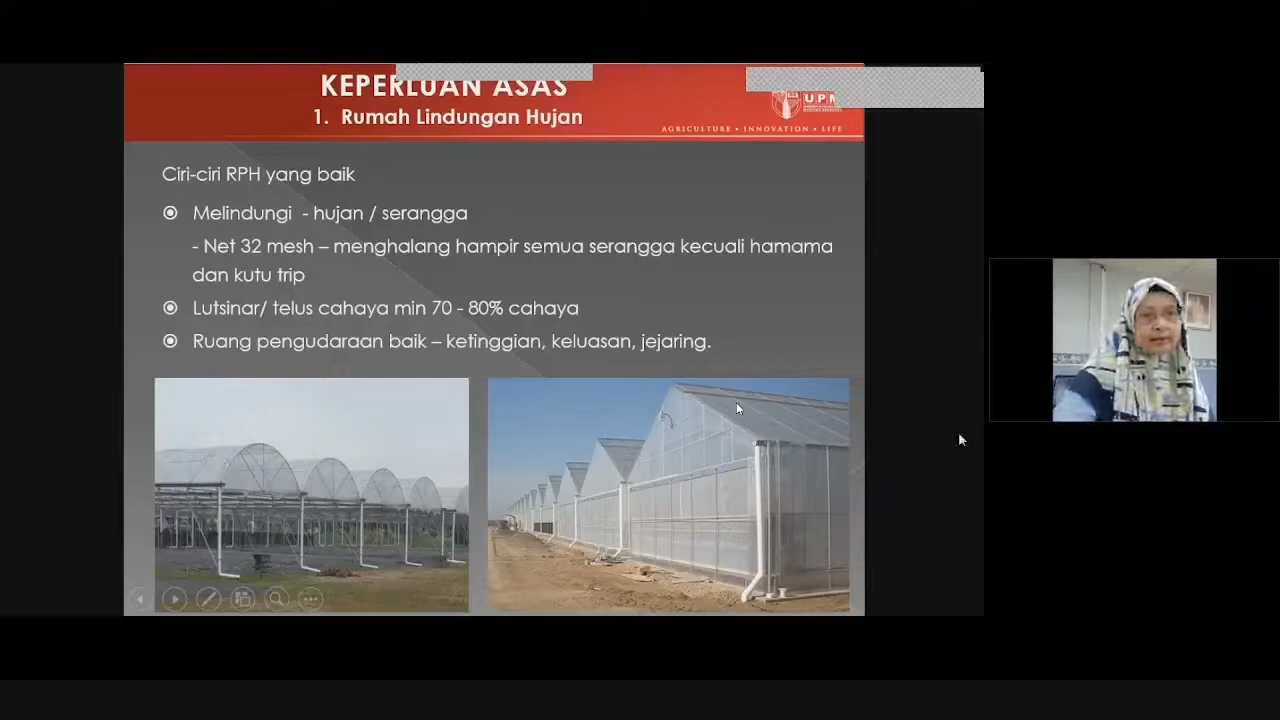 KEPERLUAN ASAS
1. Rumah Lindungan Hujan
UPM
AGRICULTURE • INNOVATION • LIFE
Ciri-ciri RPH yang baik
Melindungi - hujan / serangga
- Net 32 mesh – menghalang hampir semua serangga kecuali hamama
dan kutu trip
Lutsinar/ telus cahaya min 70 - 80% cahaya
Ruang pengudaraan baik – ketinggian, keluasan, jejaring.